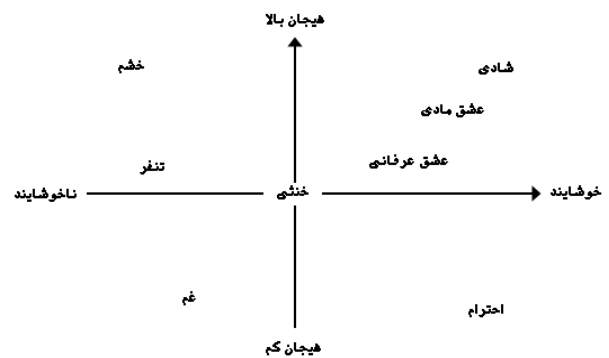 هیجان بالا
شادی
خشم
عشق مادی
عشق عرفانی
تنفر
خوشایند
خنثی
ناخوشایند
غم
احترام
هیجان کم